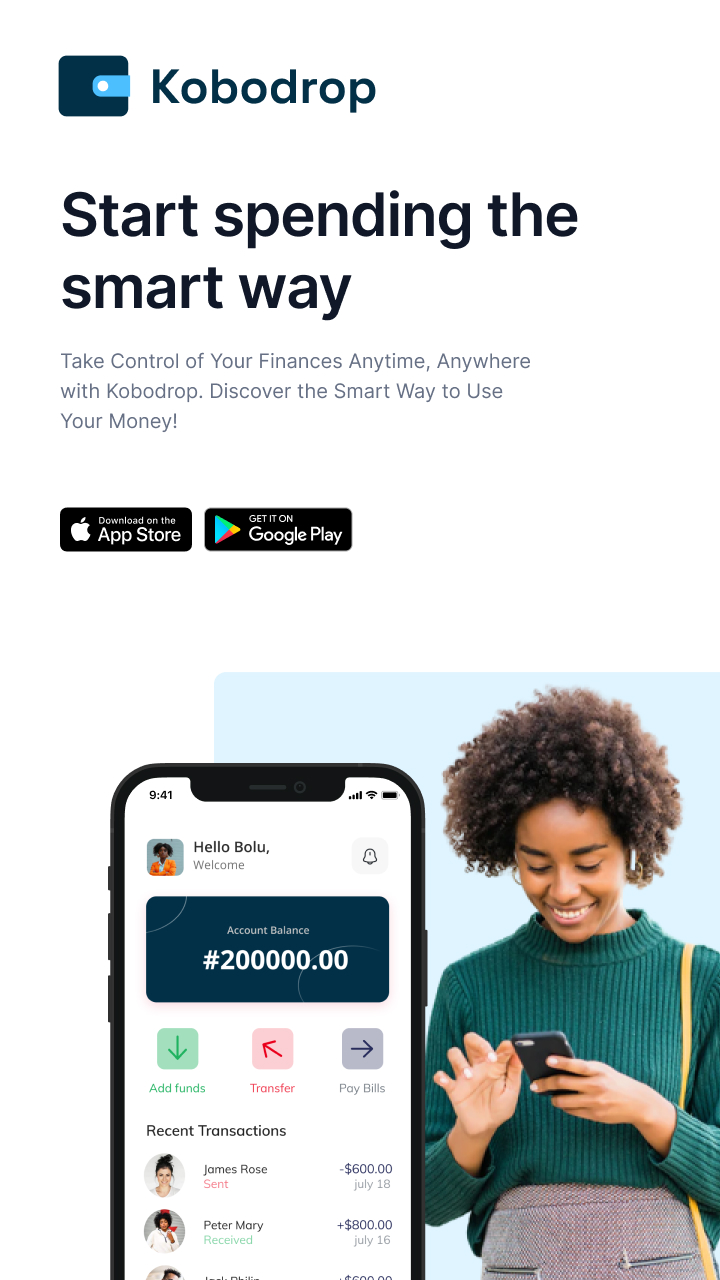 Kobodrop
Start spending the
smart way
Take Control of Your Finances Anytime, Anywhere
with Kobodrop. Discover the Smart Way to Use
Your Money!
Download on the
App Store
GET IT ON
Google Play
9:41
Hello Bolu,
Welcome
Account Balance
#200000.00
Add funds
Transfer
Pay Bills
Recent Transactions
James Rose
-$600.00
Sent
july 18
Peter Mary
+$800.00
Received
july 16